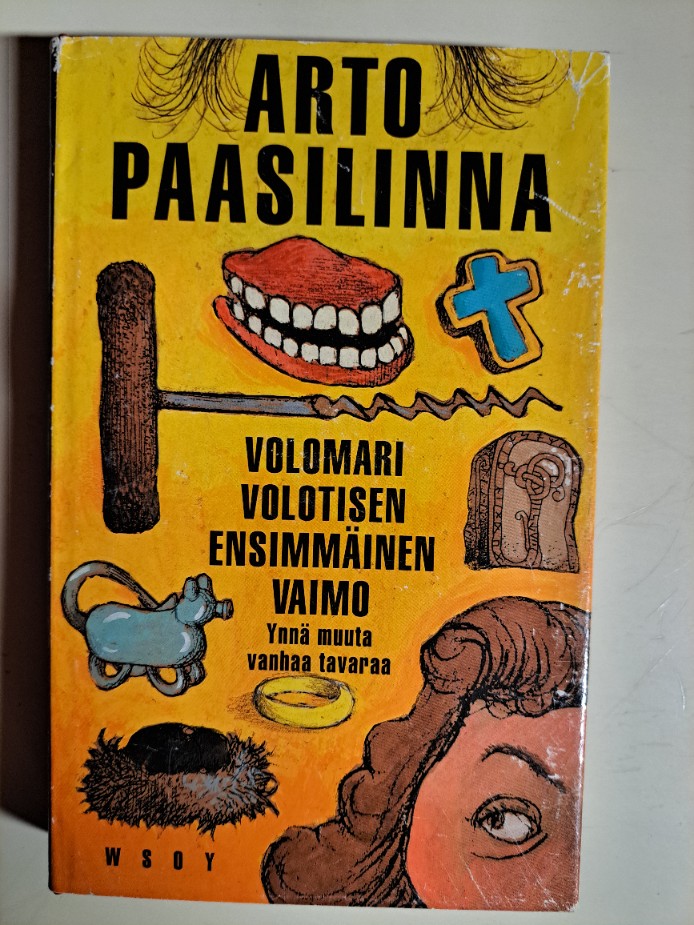 ARTO
PAASILINNA
VOLOMARI
VOLOTISEN
ENSIMMÄINEN
VAIMO
Ynnä muuta
vanhaa tavaraa
WSOY